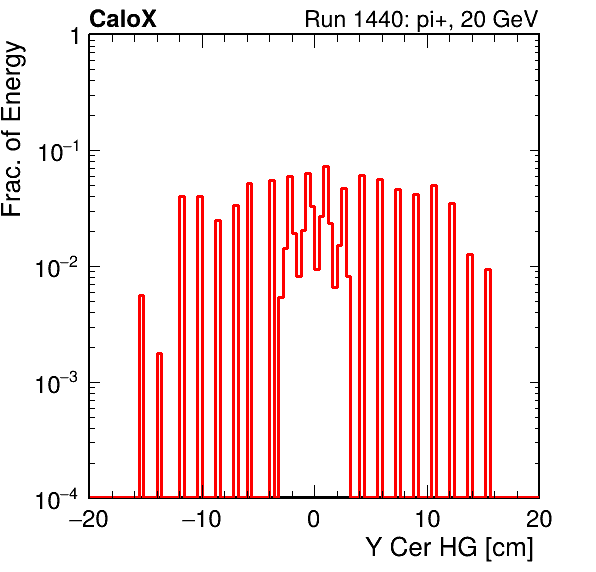 CaloX Run 1440: pi+, 20 GeV
Frac. of Energy
1
10⁻¹
10⁻²
10⁻³
10⁻⁴
−20 −10 0 10 20
Y Cer HG [cm]